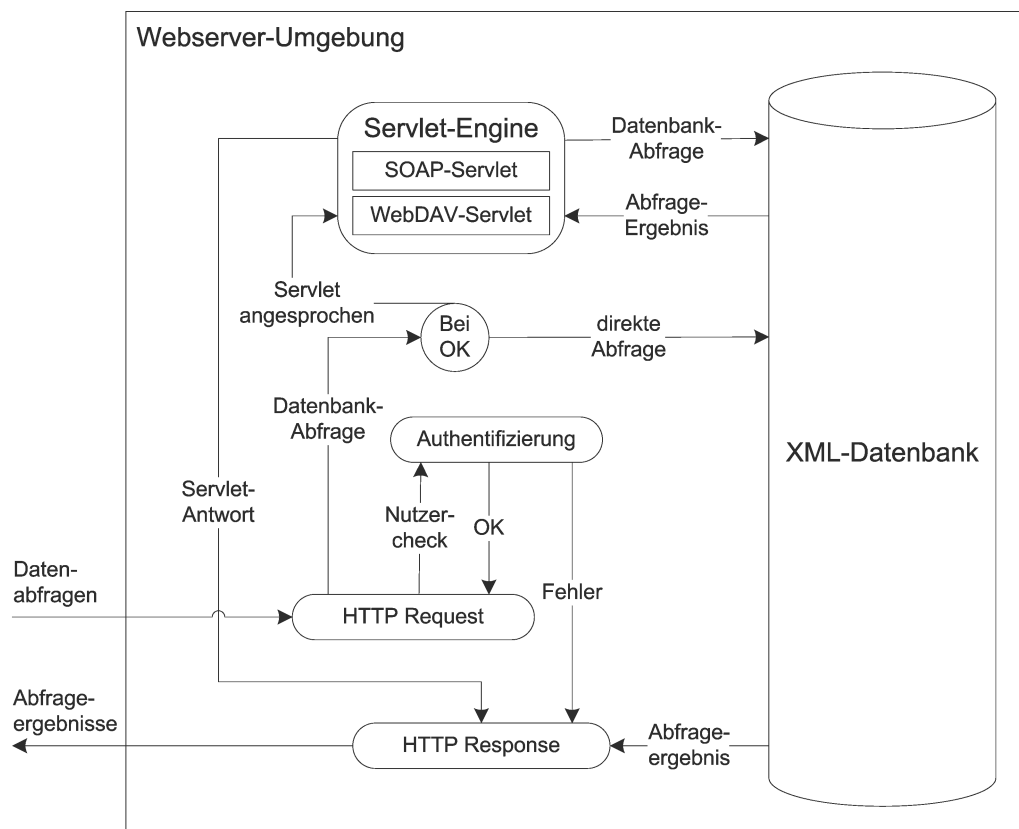 Webserver-Umgebung
Servlet-Engine
SOAP-Servlet
WebDAV-Servlet
Datenbank-
Abfrage
Abfrage-
Ergebnis
Servlet
angesprochen
Bei
OK
direkte
Abfrage
Datenbank-
Abfrage
Authentifizierung
XML-Datenbank
Servlet-
Antwort
Nutzer-
check
OK
Daten-
abfragen
Fehler
HTTP Request
Abfrage-
ergebnisse
HTTP Response
Abfrage-
ergebnis